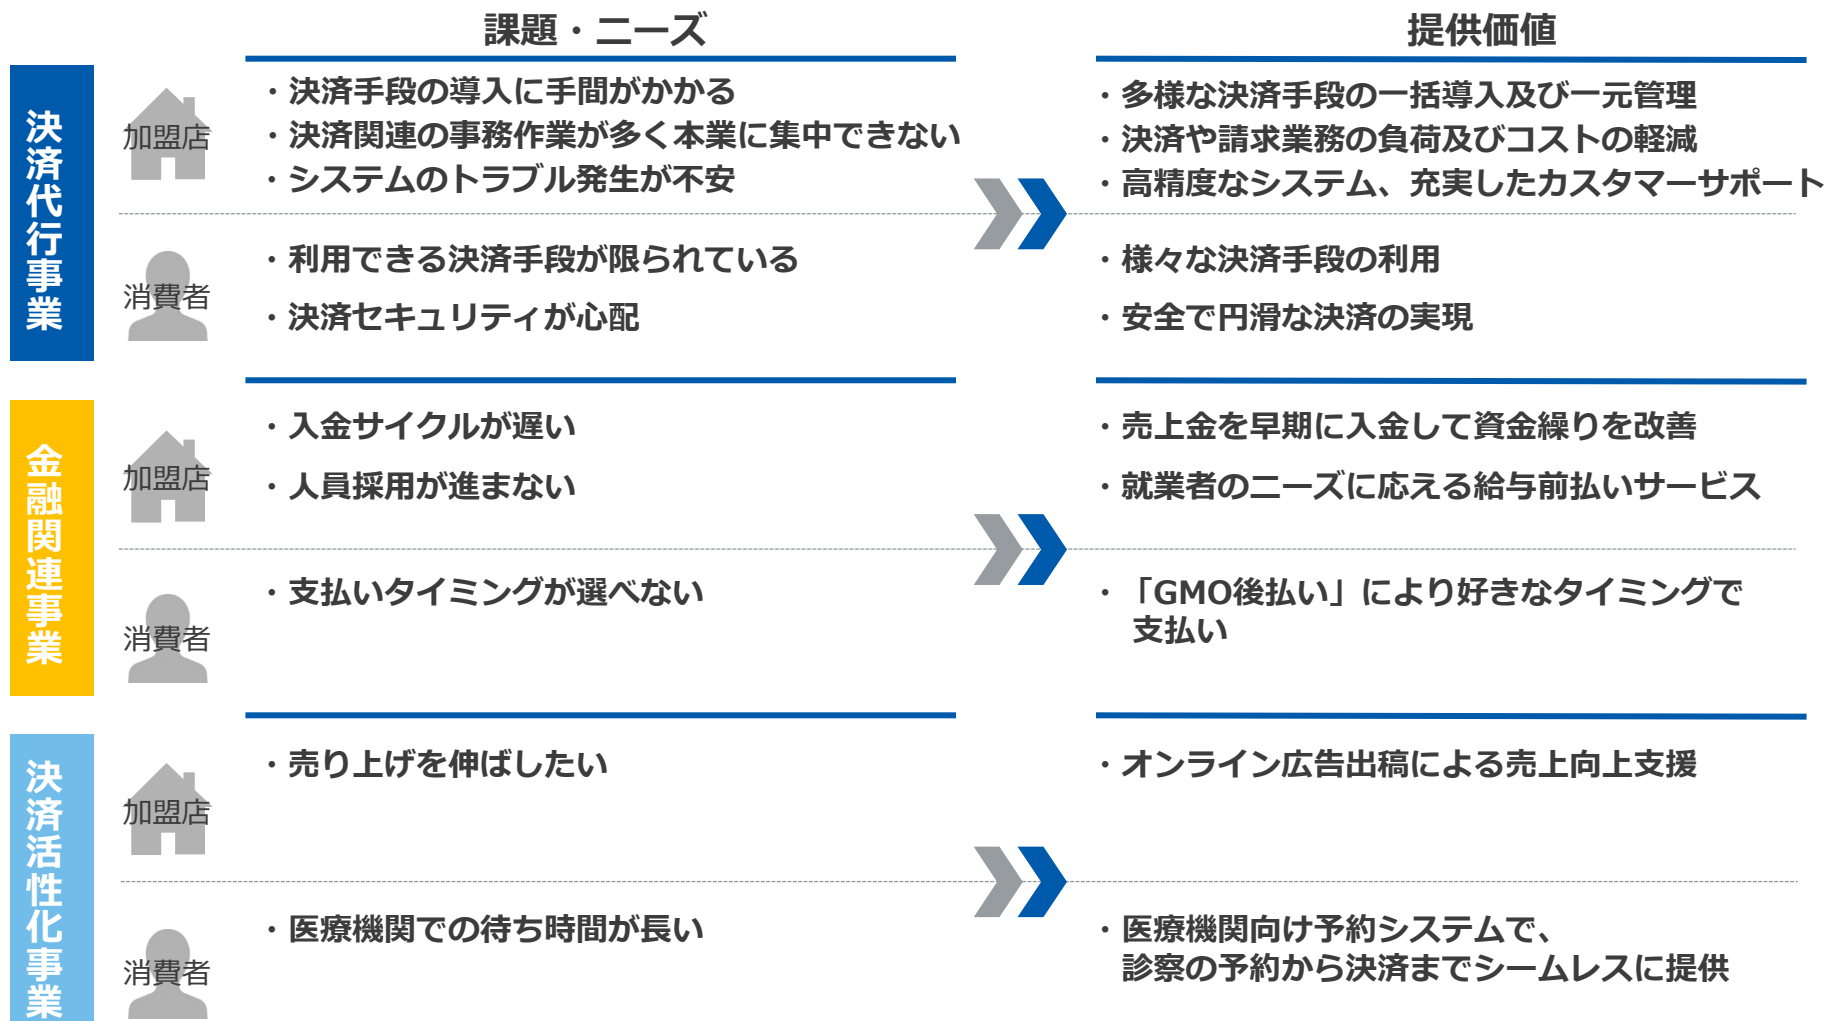 課題・ニーズ
提供価値
決済代行事業
加盟店
・決済手段の導入に手間がかかる
・決済関連の事務作業が多く本業に集中できない
・システムのトラブル発生が不安
・多様な決済手段の一括導入及び一元管理
・決済や請求業務の負荷及びコストの軽減
・高精度なシステム、充実したカスタマーサポート
消費者
・利用できる決済手段が限られている
・決済セキュリティが心配
・様々な決済手段の利用
・安全で円滑な決済の実現
金融関連事業
加盟店
・入金サイクルが遅い
・人員採用が進まない
・売上金を早期に入金して資金繰りを改善
・就業者のニーズに応える給与前払いサービス
消費者
・支払いタイミングが選べない
・「GMO後払い」により好きなタイミングで
支払い
決済活性化事業
加盟店
・売り上げを伸ばしたい
・オンライン広告出稿による売上向上支援
消費者
・医療機関での待ち時間が長い
・医療機関向け予約システムで、
診察の予約から決済までシームレスに提供